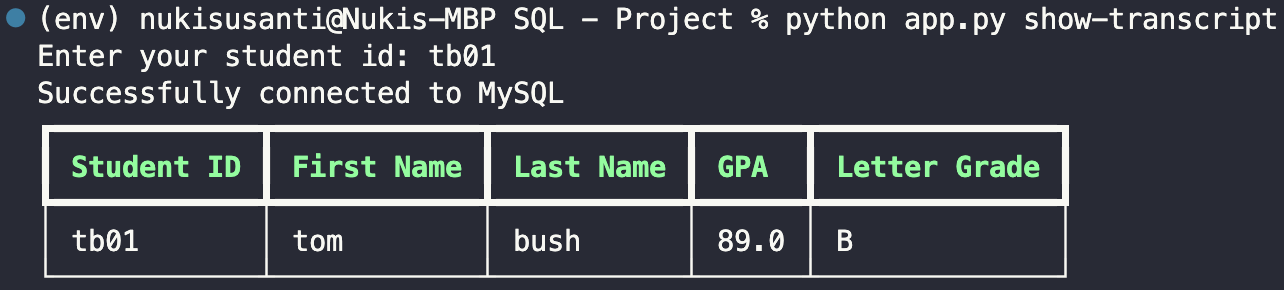 (env) nukisusanti@Nukis-MBP SQL - Project % python app.py show-transcript
Enter your student id: tb01
Successfully connected to MySQL
Student ID First Name Last Name GPA Letter Grade
tb01 tom bush 89.0 B